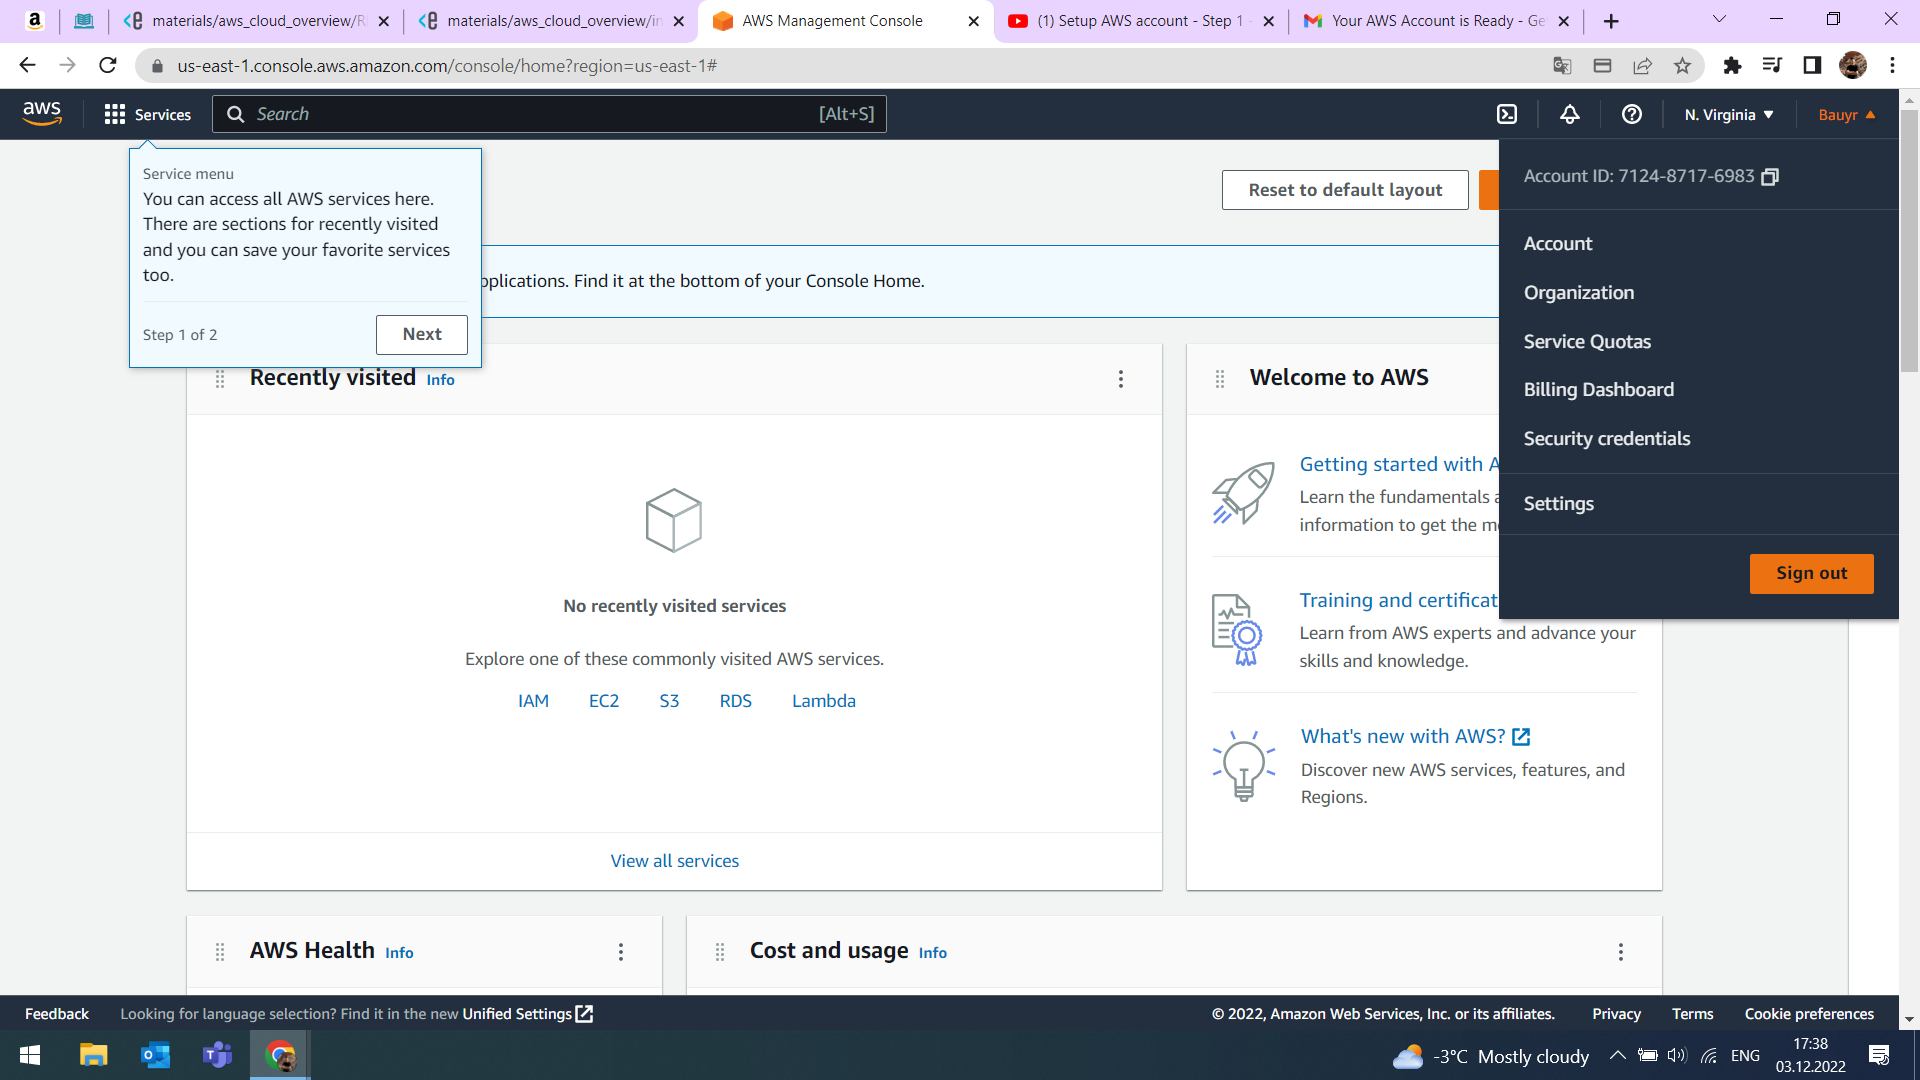 materials/aws_cloud_overview/R
materials/aws_cloud_overview/in
AWS Management Console
(1) Setup AWS account - Step 1
Your AWS Account is Ready - Ge
us-east-1.console.aws.amazon.com/console/home?region=us-east-1#
aws
Services
Search
[Alt+S]
N. Virginia
Bauyr
Service menu
You can access all AWS services here.
There are sections for recently visited
and you can save your favorite services
too.
Step 1 of 2
Next
Reset to default layout
Account ID: 7124-8717-6983
Account
Organization
Service Quotas
Billing Dashboard
Security credentials
Settings
Sign out
pplications. Find it at the bottom of your Console Home.
Recently visited Info
No recently visited services
Explore one of these commonly visited AWS services.
IAM EC2 S3 RDS Lambda
View all services
Welcome to AWS
Getting started with A
Learn the fundamentals a
information to get the m
Training and certificat
Learn from AWS experts and advance your
skills and knowledge.
What's new with AWS?
Discover new AWS services, features, and
Regions.
AWS Health Info
Cost and usage Info
Feedback
Looking for language selection? Find it in the new Unified Settings
© 2022, Amazon Web Services, Inc. or its affiliates.
Privacy
Terms
Cookie preferences
-3°C Mostly cloudy
ENG
17:38
03.12.2022